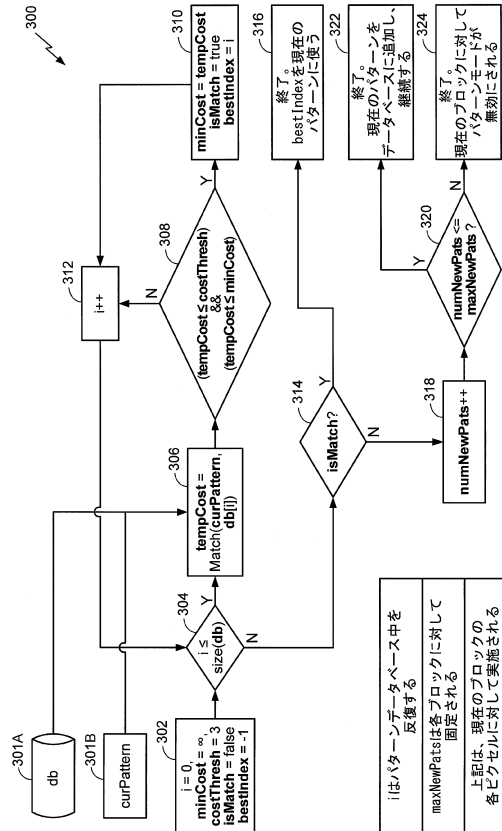 300
301A
db
301B
curPattern
302
i = 0,
minCost = ∞,
costThresh = 3
isMatch = false
bestIndex = -1
304
i ≤
size(db)
Y
N
306
tempCost =
Match(curPattern,
db[i])
308
(tempCost ≤ costThresh)
&&
(tempCost ≤ minCost)
Y
N
310
minCost = tempCost
isMatch = true
bestIndex = i
312
i++
314
isMatch?
Y
N
316
終了。
bestIndexを現在の
パターンに使う
318
numNewPats++
320
numNewPats <=
maxNewPats ?
Y
N
322
終了。
現在のパターンを
データベースに追加し、
継続する
324
終了。
現在のブロックに対して
パターンモードが
無効にされる
iはパターンデータベース中を
反復する
maxNewPatsは各ブロックに対して
固定される
上記は、現在のブロックの
各ピクセルに対して実施される